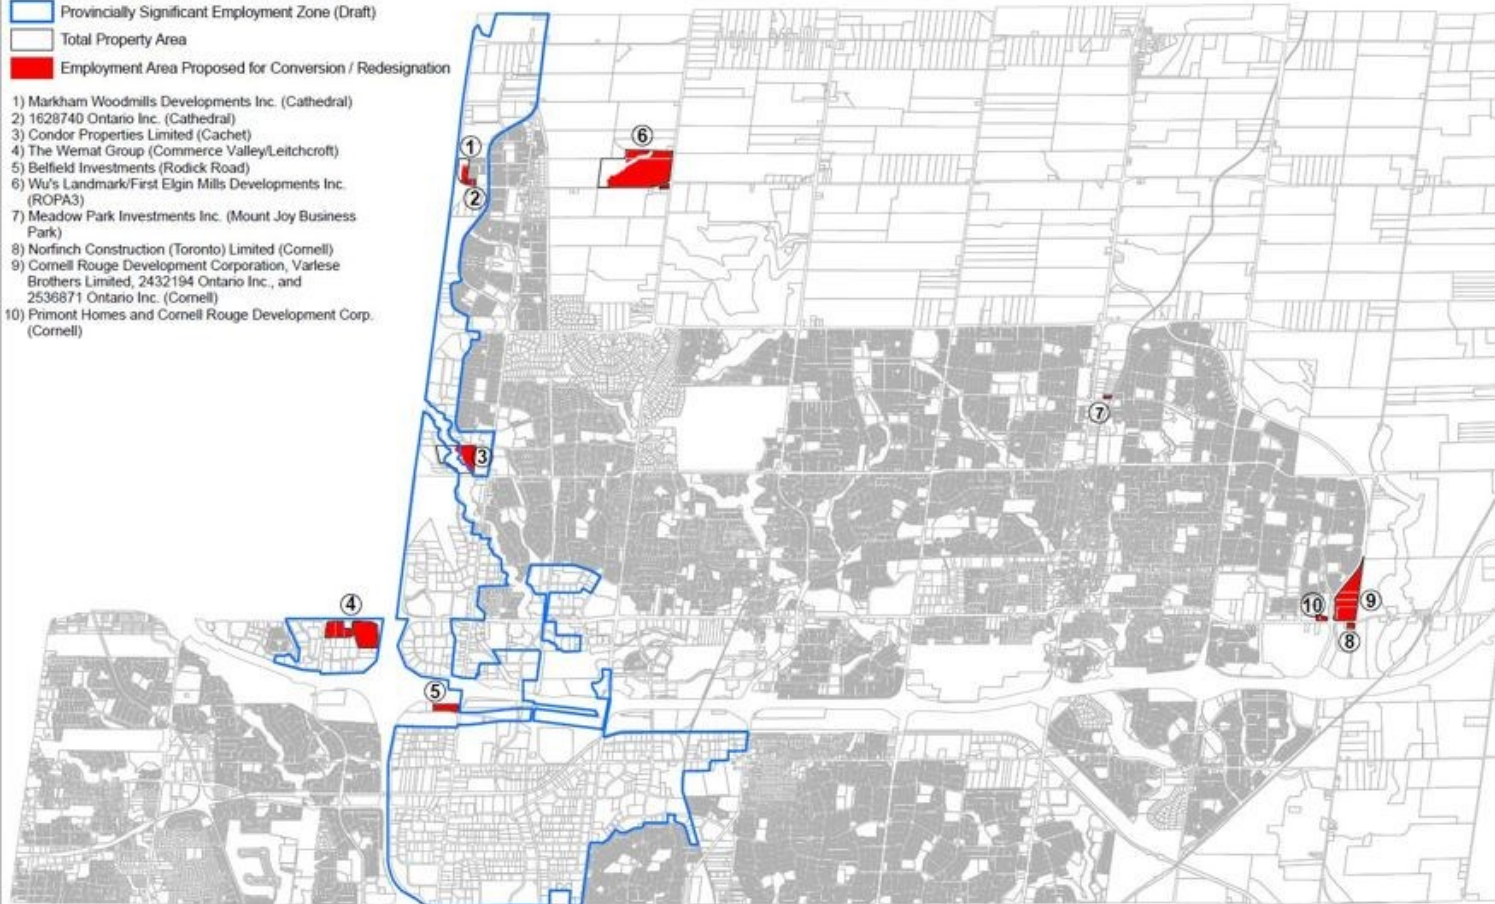 Provincially Significant Employment Zone (Draft)
Total Property Area
Employment Area Proposed for Conversion / Redesignation
1) Markham Woodmills Developments Inc. (Cathedral)
2) 1628740 Ontario Inc. (Cathedral)
3) Condor Properties Limited (Cachet)
4) The Wemat Group (Commerce Valley/Leitchcroft)
5) Belfield Investments (Rodick Road)
6) Wu's Landmark/First Elgin Mills Developments Inc.
(ROPA3)
7) Meadow Park Investments Inc. (Mount Joy Business
Park)
8) Norfinch Construction (Toronto) Limited (Cornell)
9) Cornell Rouge Development Corporation, Varlese
Brothers Limited, 2432194 Ontario Inc., and
2536871 Ontario Inc. (Cornell)
10) Primont Homes and Cornell Rouge Development Corp.
(Cornell)
1
6
2
7
3
4
10
9
8
5